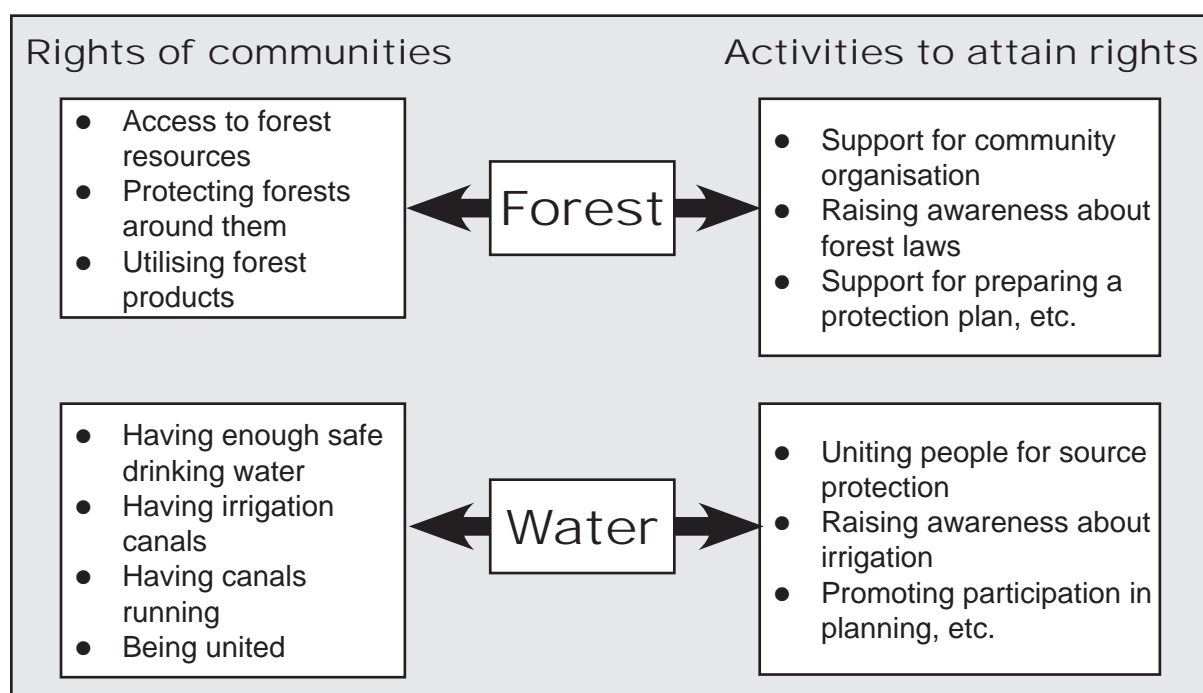 Rights of communities
Activities to attain rights
● Access to forest
resources
● Protecting forests
around them
● Utilising forest
products
Forest
● Support for community
organisation
● Raising awareness about
forest laws
● Support for preparing a
protection plan, etc.
● Having enough safe
drinking water
● Having irrigation
canals
● Having canals
running
● Being united
Water
● Uniting people for source
protection
● Raising awareness about
irrigation
● Promoting participation in
planning, etc.